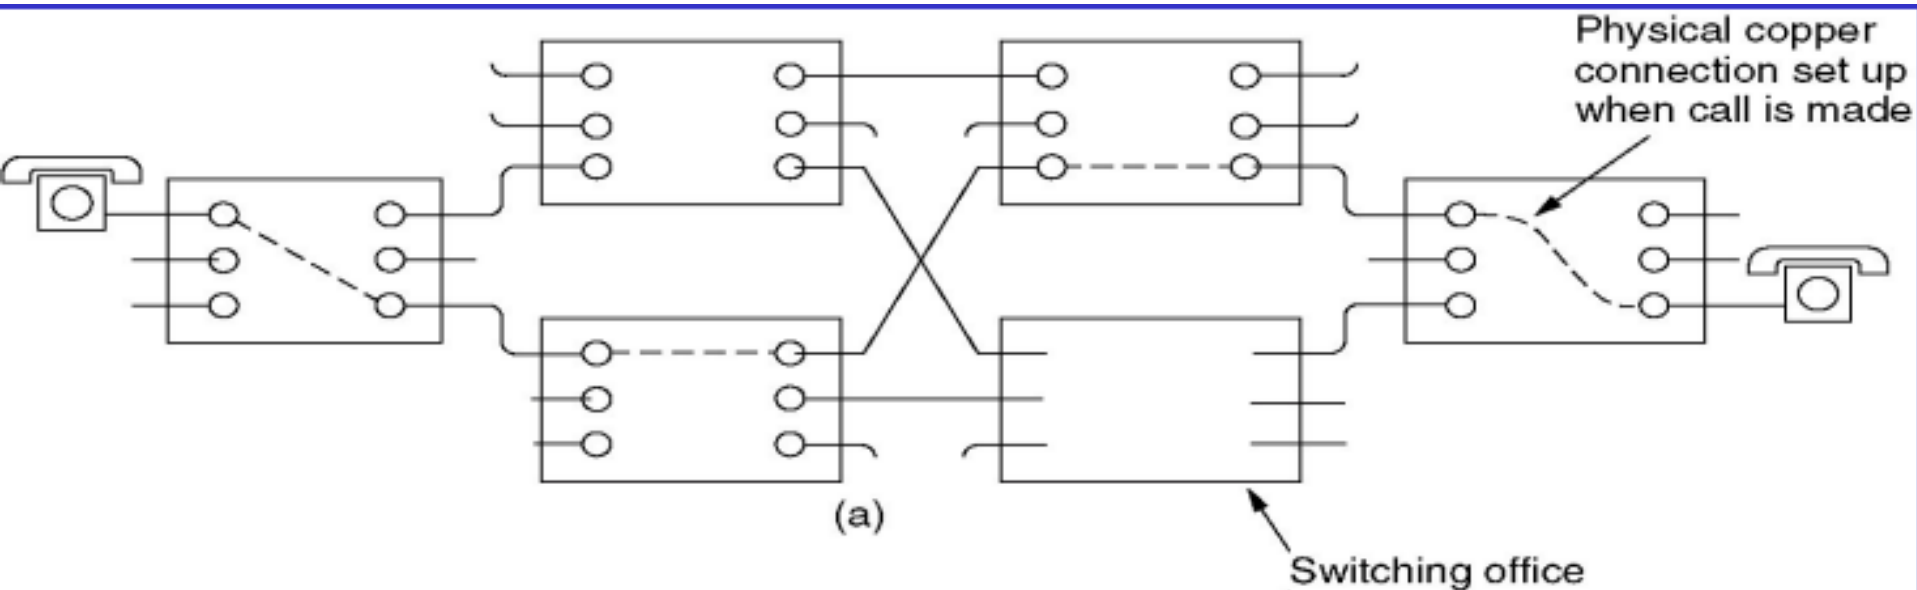 Physical copper
connection set up
when call is made
(a)
Switching office